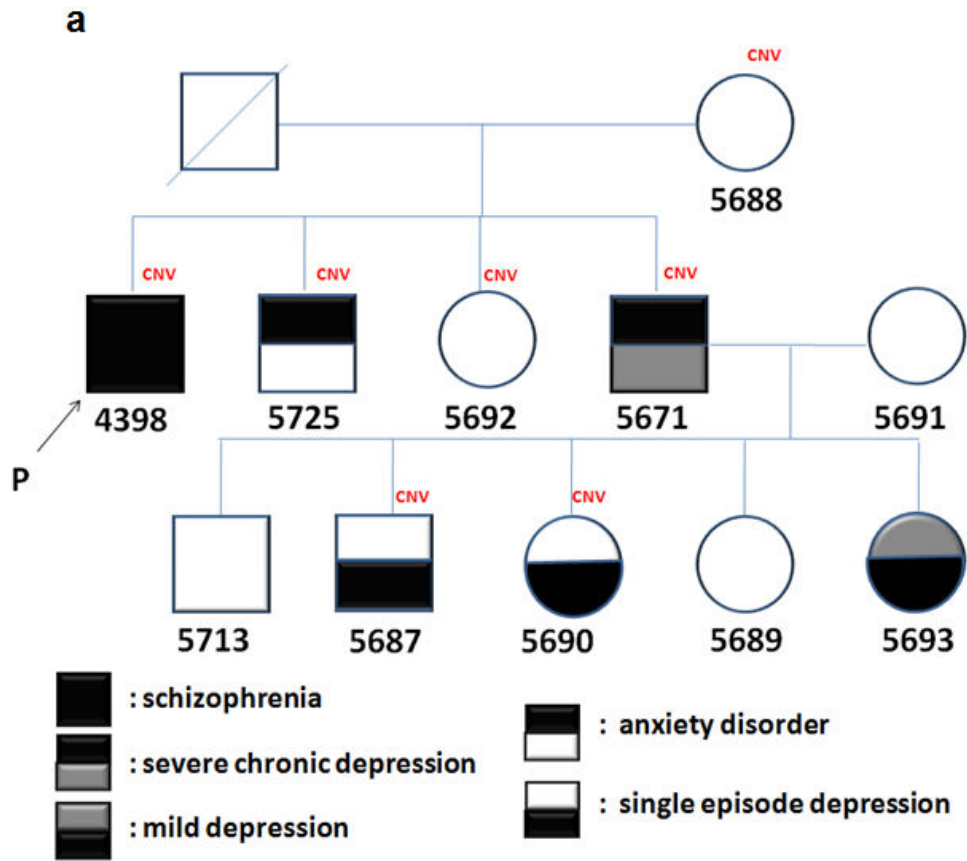 a
CNV
5688
CNV CNV CNV CNV
4398 5725 5692 5671 5691
P
CNV CNV
5713 5687 5690 5689 5693
: schizophrenia
: severe chronic depression
: mild depression
: anxiety disorder
: single episode depression